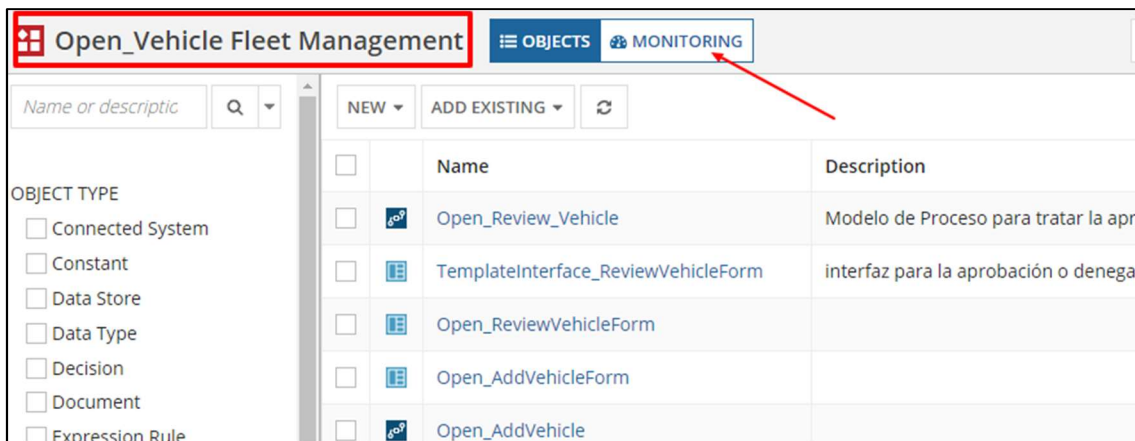 Open_Vehicle Fleet Management
OBJECTS
MONITORING
Name or descriptic
NEW
ADD EXISTING
Name
Description
OBJECT TYPE
Connected System
Constant
Data Store
Data Type
Decision
Document
Expression Rule
Open_Review_Vehicle
Modelo de Proceso para tratar la apr
TemplateInterface_ReviewVehicleForm
interfaz para la aprobación o denega
Open_ReviewVehicleForm
Open_AddVehicleForm
Open_AddVehicle